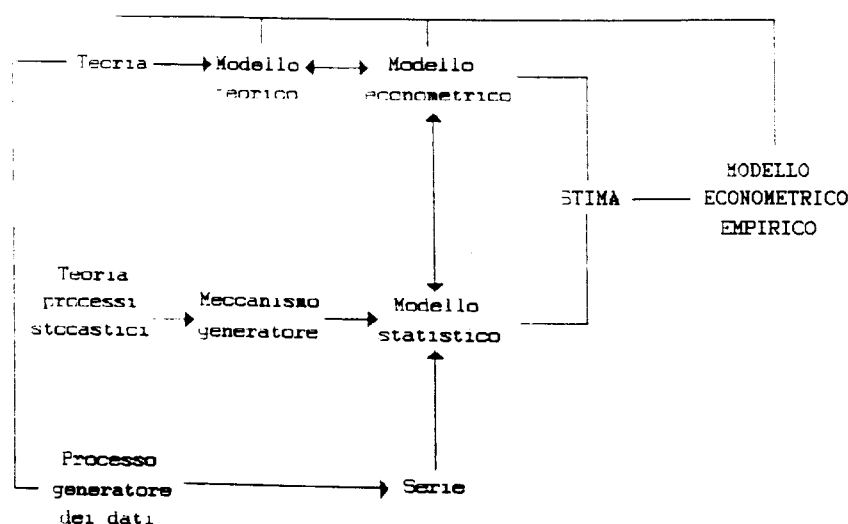 Teoria
Modello
teorico
Modello
econometrico
STIMA
MODELLO
ECONOMETRICO
EMPIRICO
Teoria
processi
stocastici
Meccanismo
generatore
Modello
statistico
Processo
generatore
dei dati
Serie